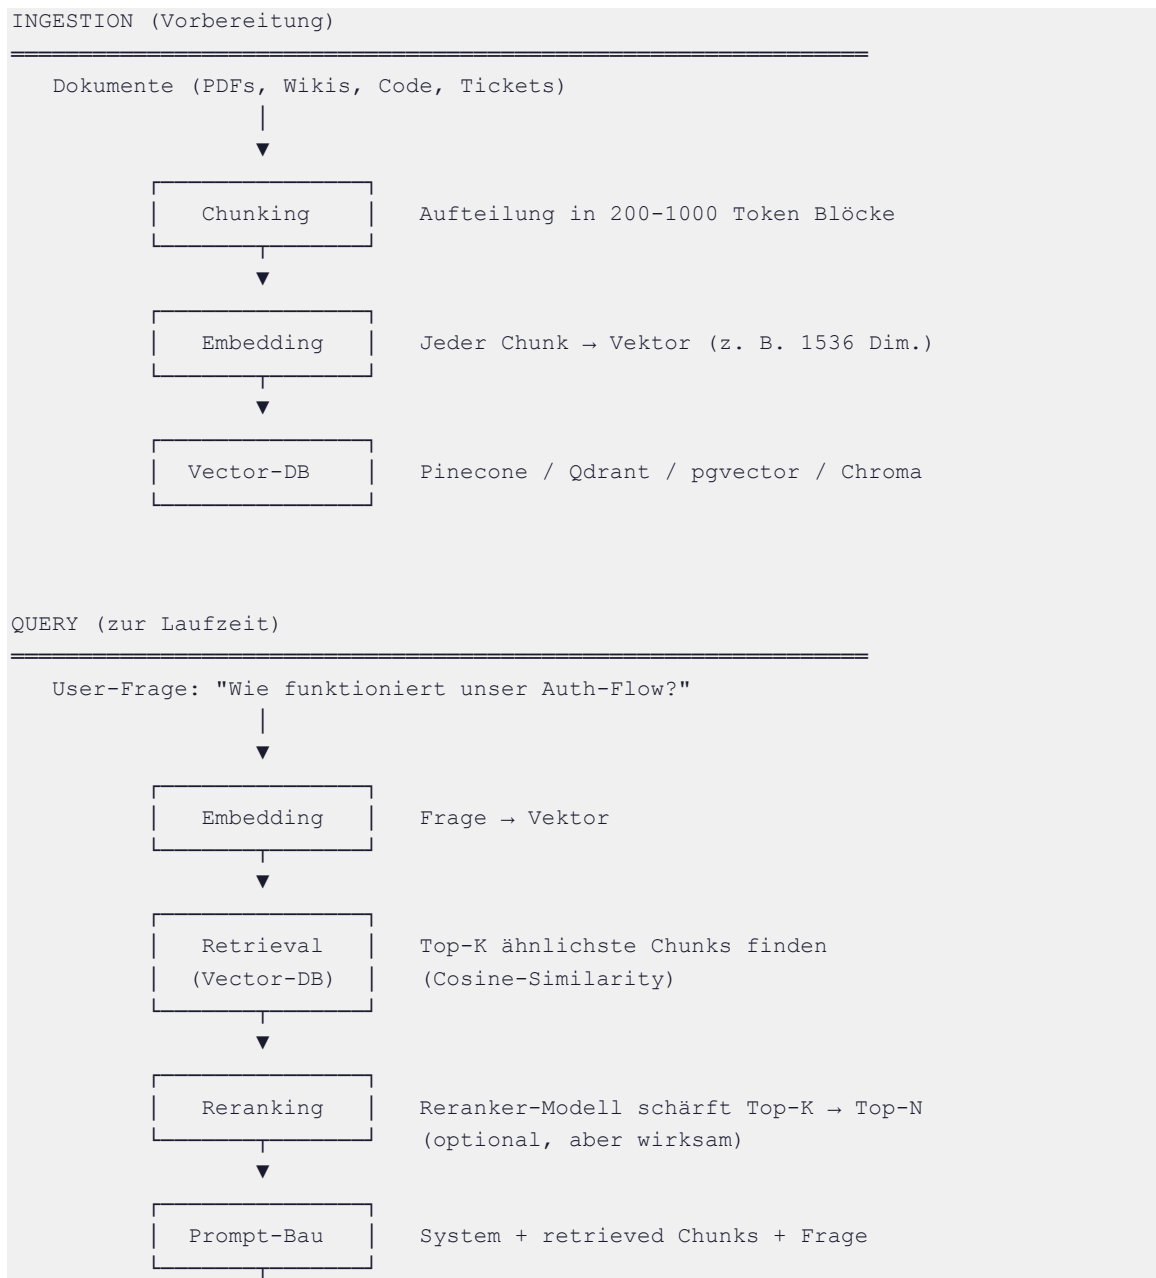 INGESTION (Vorbereitung)
Dokumente (PDFs, Wikis, Code, Tickets)
Chunking Aufteilung in 200-1000 Token Blöcke
Embedding Jeder Chunk → Vektor (z. B. 1536 Dim.)
Vector-DB Pinecone / Qdrant / pgvector / Chroma
QUERY (zur Laufzeit)
User-Frage: "Wie funktioniert unser Auth-Flow?"
Embedding Frage → Vektor
Retrieval Top-K ähnlichste Chunks finden
(Vector-DB) (Cosine-Similarity)
Reranking Reranker-Modell schärft Top-K → Top-N
(optional, aber wirksam)
Prompt-Bau System + retrieved Chunks + Frage